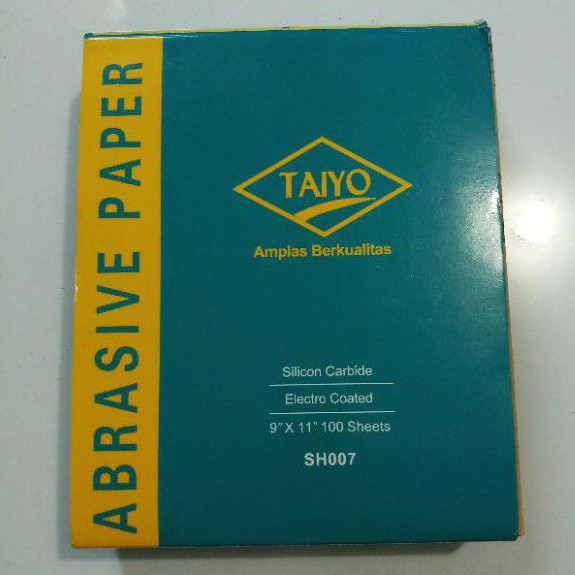 ABRASIVE PAPER
TAIYO
Amplas Berkualitas
Silicon Carbide
Electro Coated
9" X 11" 100 Sheets
SH007